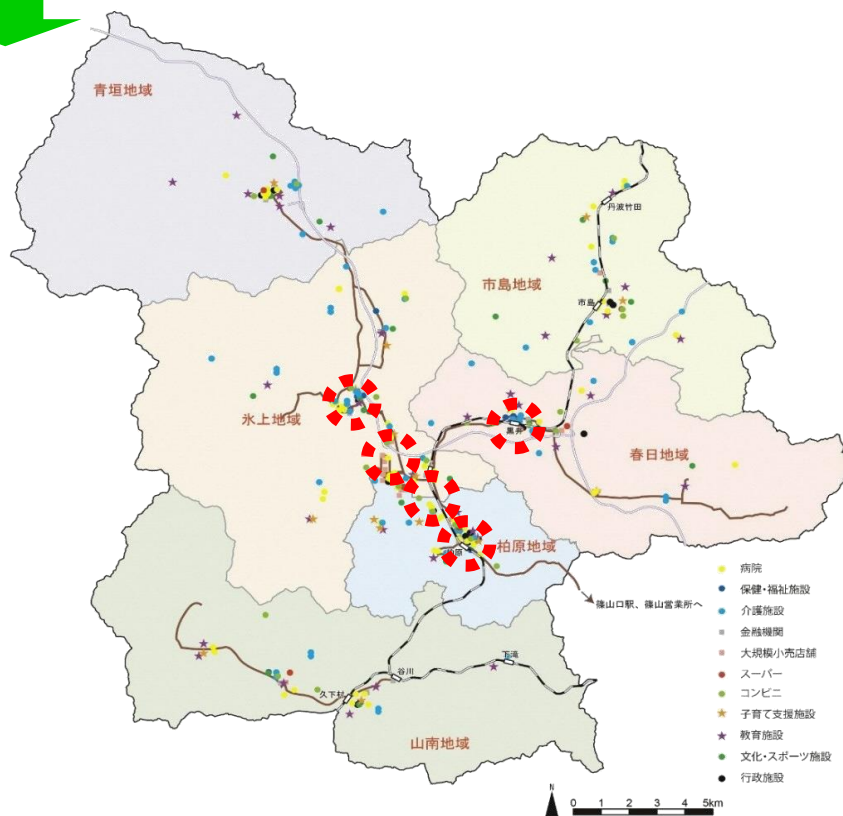 青垣地域
丹波竹田
市島地域
市島
氷上地域
黒井
春日地域
柏原地域
柏原
篠山口駅、篠山営業所へ
谷川
下滝
久下村
山南地域
病院
保健・福祉施設
介護施設
金融機関
大規模小売店舗
スーパー
コンビニ
子育て支援施設
教育施設
文化・スポーツ施設
行政施設
N
0 1 2 3 4 5km